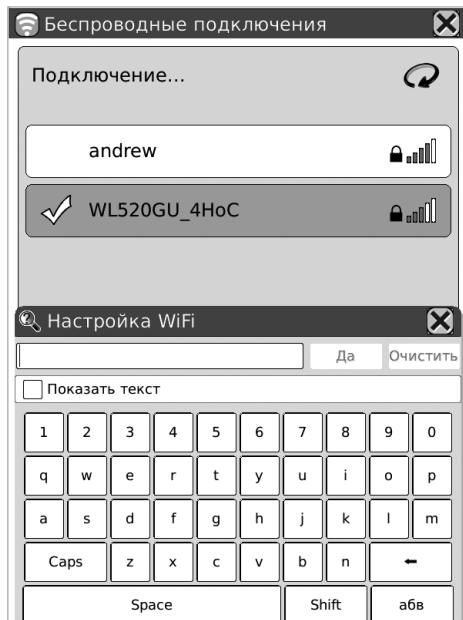 Беспроводные подключения
Подключение...
andrew
WL520GU_4HoC
Настройка WiFi
Да Очистить
Показать текст
1 2 3 4 5 6 7 8 9 0
q w e r t y u i o p
a s d f g h j k l m
Caps z x c v b n
Space Shift абв